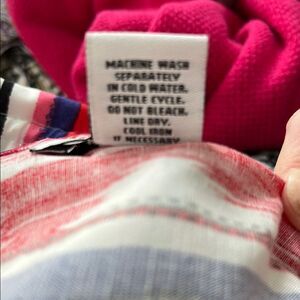 MACHINE WASH
SEPARATELY
IN COLD WATER.
GENTLE CYCLE.
DO NOT BLEACH.
LINE DRY.
COOL IRON
IF NECESSARY